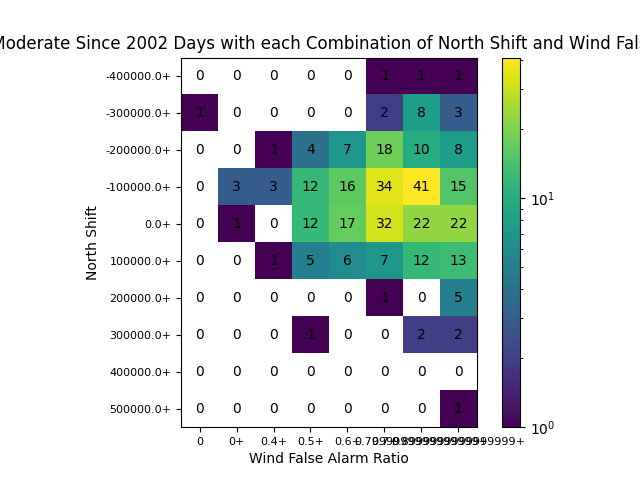 Moderate Since 2002 Days with each Combination of North Shift and Wind Fal
North Shift
-400000.0+ 0 0 0 0 0 1 1 1
-300000.0+ 1 0 0 0 0 2 8 3
-200000.0+ 0 0 1 4 7 18 10 8
-100000.0+ 0 3 3 12 16 34 41 15
0.0+ 0 1 0 12 17 32 22 22
100000.0+ 0 0 1 5 6 7 12 13
200000.0+ 0 0 0 0 0 1 0 5
300000.0+ 0 0 0 1 0 0 2 2
400000.0+ 0 0 0 0 0 0 0 0
500000.0+ 0 0 0 0 0 0 0 1
0 0+ 0.4+ 0.5+ 0.6+
Wind False Alarm Ratio
10¹
10⁰